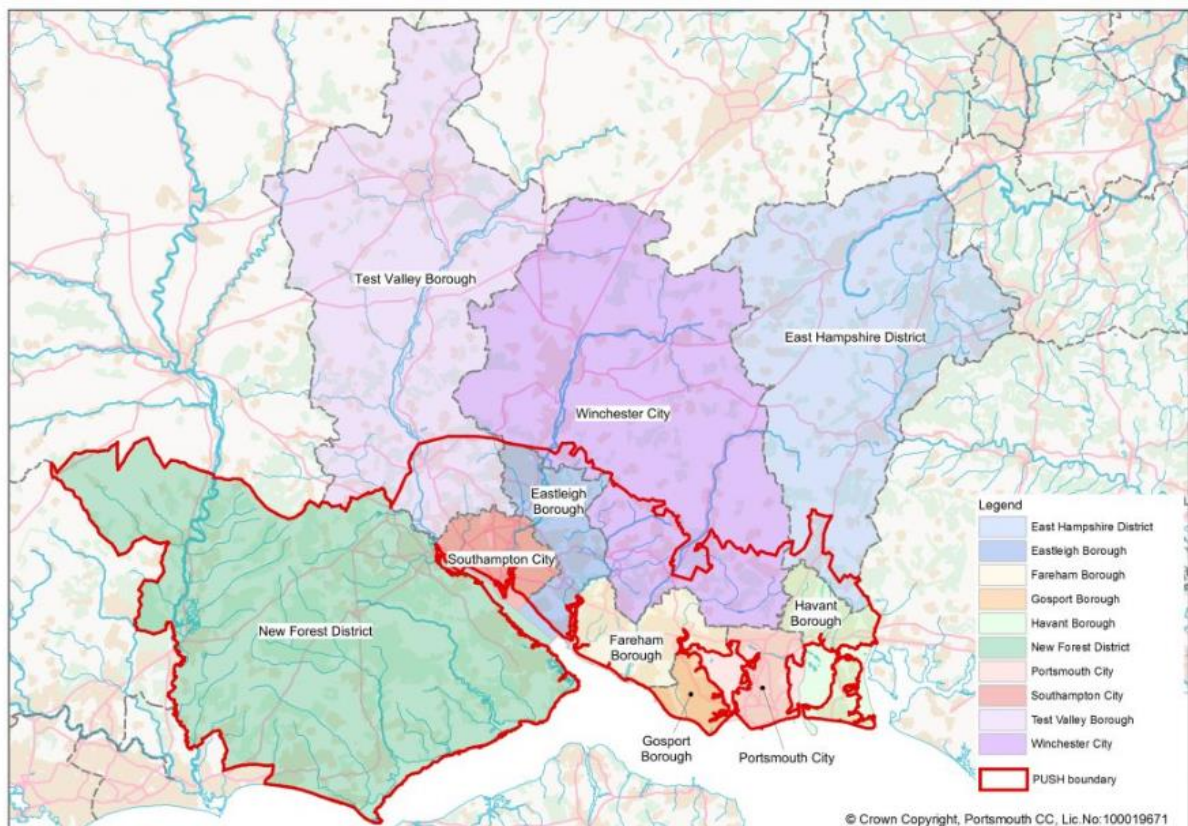 Test Valley Borough
East Hampshire District
Winchester City
Eastleigh
Borough
Southampton City
New Forest District
Fareham
Borough
Havant
Borough
Gosport
Borough
Portsmouth City
Legend
East Hampshire District
Eastleigh Borough
Fareham Borough
Gosport Borough
Havant Borough
New Forest District
Portsmouth City
Southampton City
Test Valley Borough
Winchester City
PUSH boundary
© Crown Copyright, Portsmouth CC, Lic.No:100019671